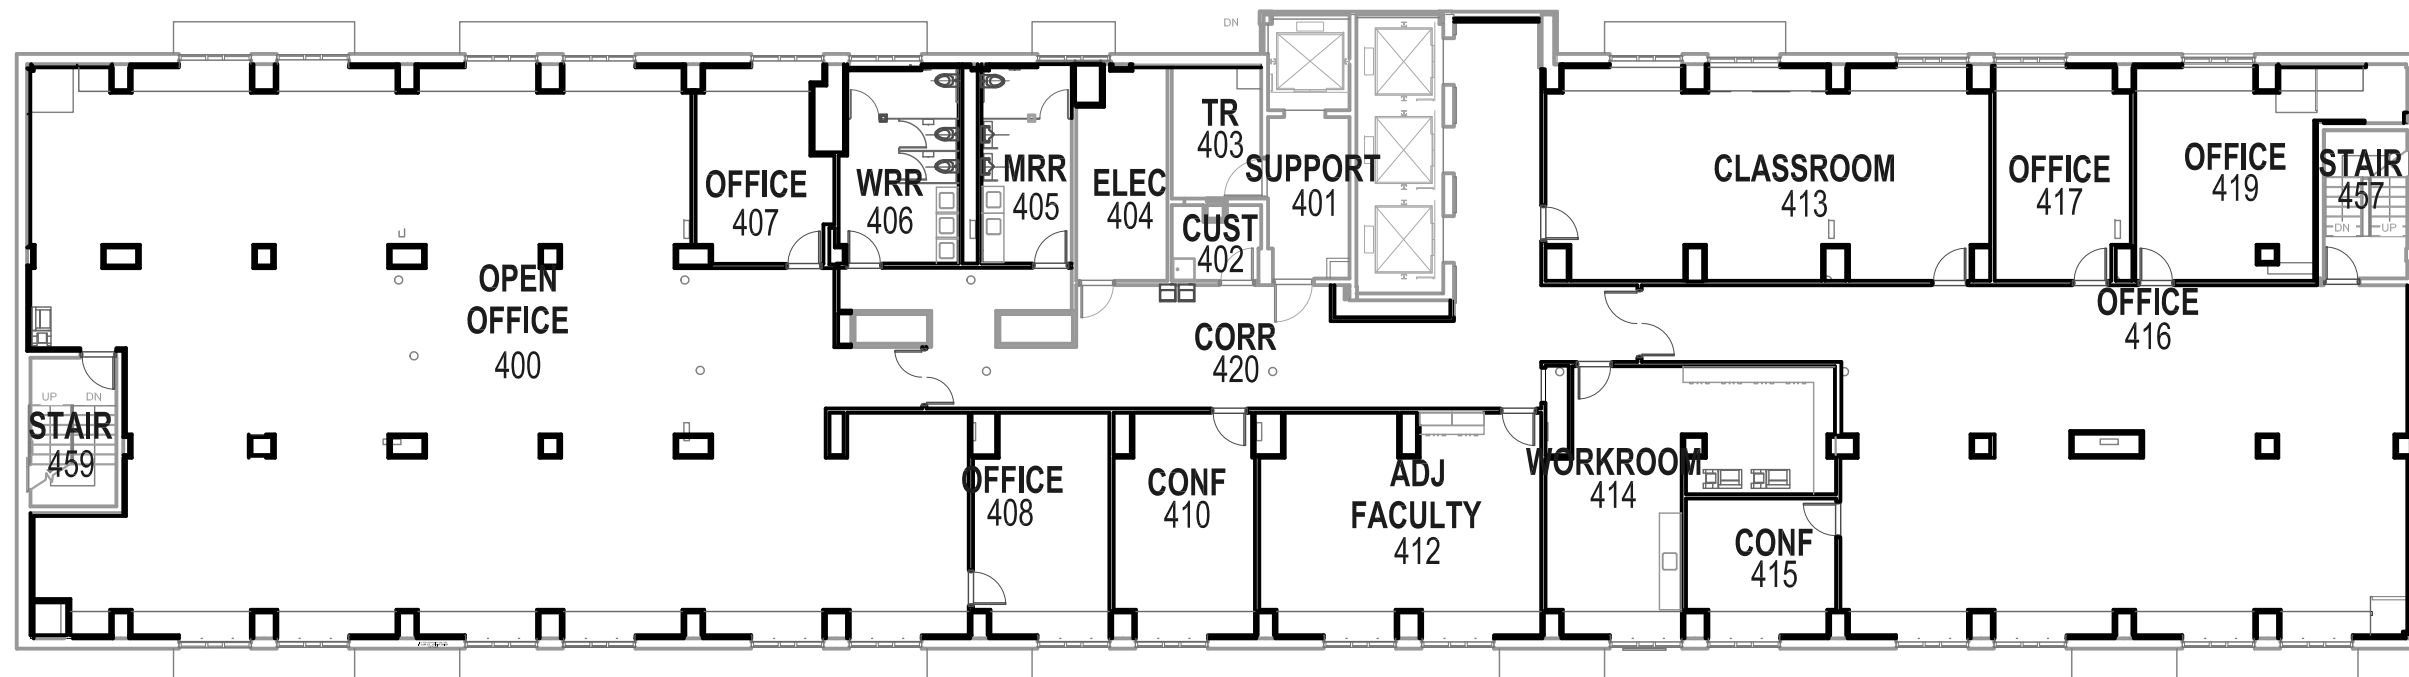 DN
TR
403
SUPPORT
401
OFFICE
407
WRR
406
MRR
405
ELEC
404
CUST
402
CLASSROOM
413
OFFICE
417
OFFICE
419
STAIR
457
DN
UP
OPEN
OFFICE
400
CORR
420
OFFICE
416
UP
DN
STAIR
459
OFFICE
408
CONF
410
ADJ
FACULTY
412
WORKROOM
414
CONF
415